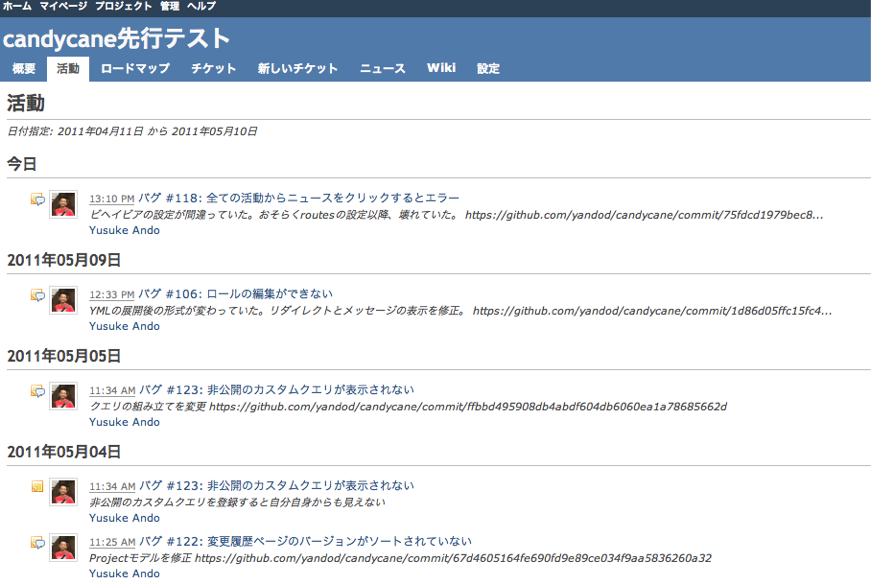 ホーム マイページ プロジェクト 管理 ヘルプ
candycane先行テスト
概要 活動 ロードマップ チケット 新しいチケット ニュース Wiki 設定
活動
日付指定: 2011年04月11日 から 2011年05月10日
今日
13:10 PM バグ #118: 全ての活動からニュースをクリックするとエラー
ビヘイビアの設定が間違っていた。おそらくroutesの設定以降、壊れていた。 https://github.com/yandod/candycane/commit/75fdcd1979bec8...
Yusuke Ando
2011年05月09日
12:33 PM バグ #106: ロールの編集ができない
YMLの展開後の形式が変わっていた。リダイレクトとメッセージの表示を修正。 https://github.com/yandod/candycane/commit/1d86d05ffc15fc4...
Yusuke Ando
2011年05月05日
11:34 AM バグ #123: 非公開のカスタムクエリが表示されない
クエリの組み立てを変更 https://github.com/yandod/candycane/commit/ffbbd495908db4abdf604db6060ea1a78685662d
Yusuke Ando
2011年05月04日
11:34 AM バグ #123: 非公開のカスタムクエリが表示されない
非公開のカスタムクエリを登録すると自分自身からも見えない
Yusuke Ando
11:25 AM バグ #122: 変更履歴ページのバージョンがソートされていない
Projectモデルを修正 https://github.com/yandod/candycane/commit/67d4605164fe690fd9e89ce034f9aa5836260a32
Yusuke Ando